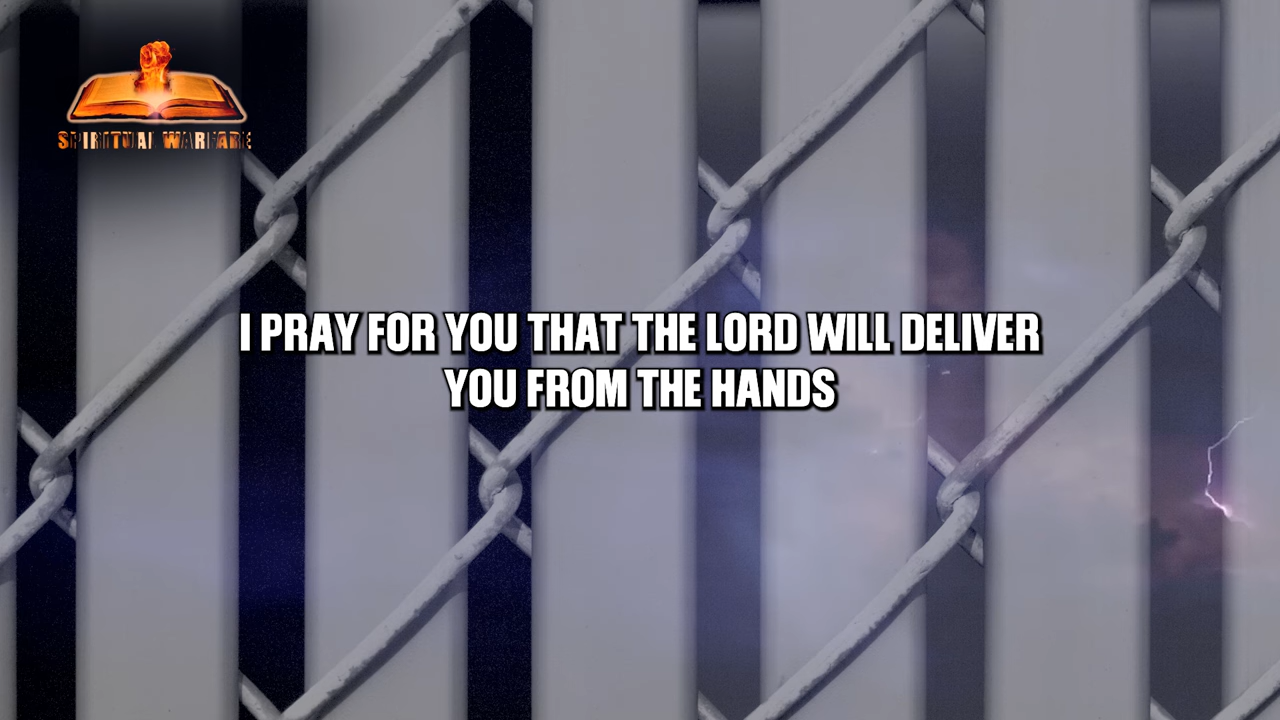 SPIRITUAL WARFARE
I PRAY FOR YOU THAT THE LORD WILL DELIVER
YOU FROM THE HANDS